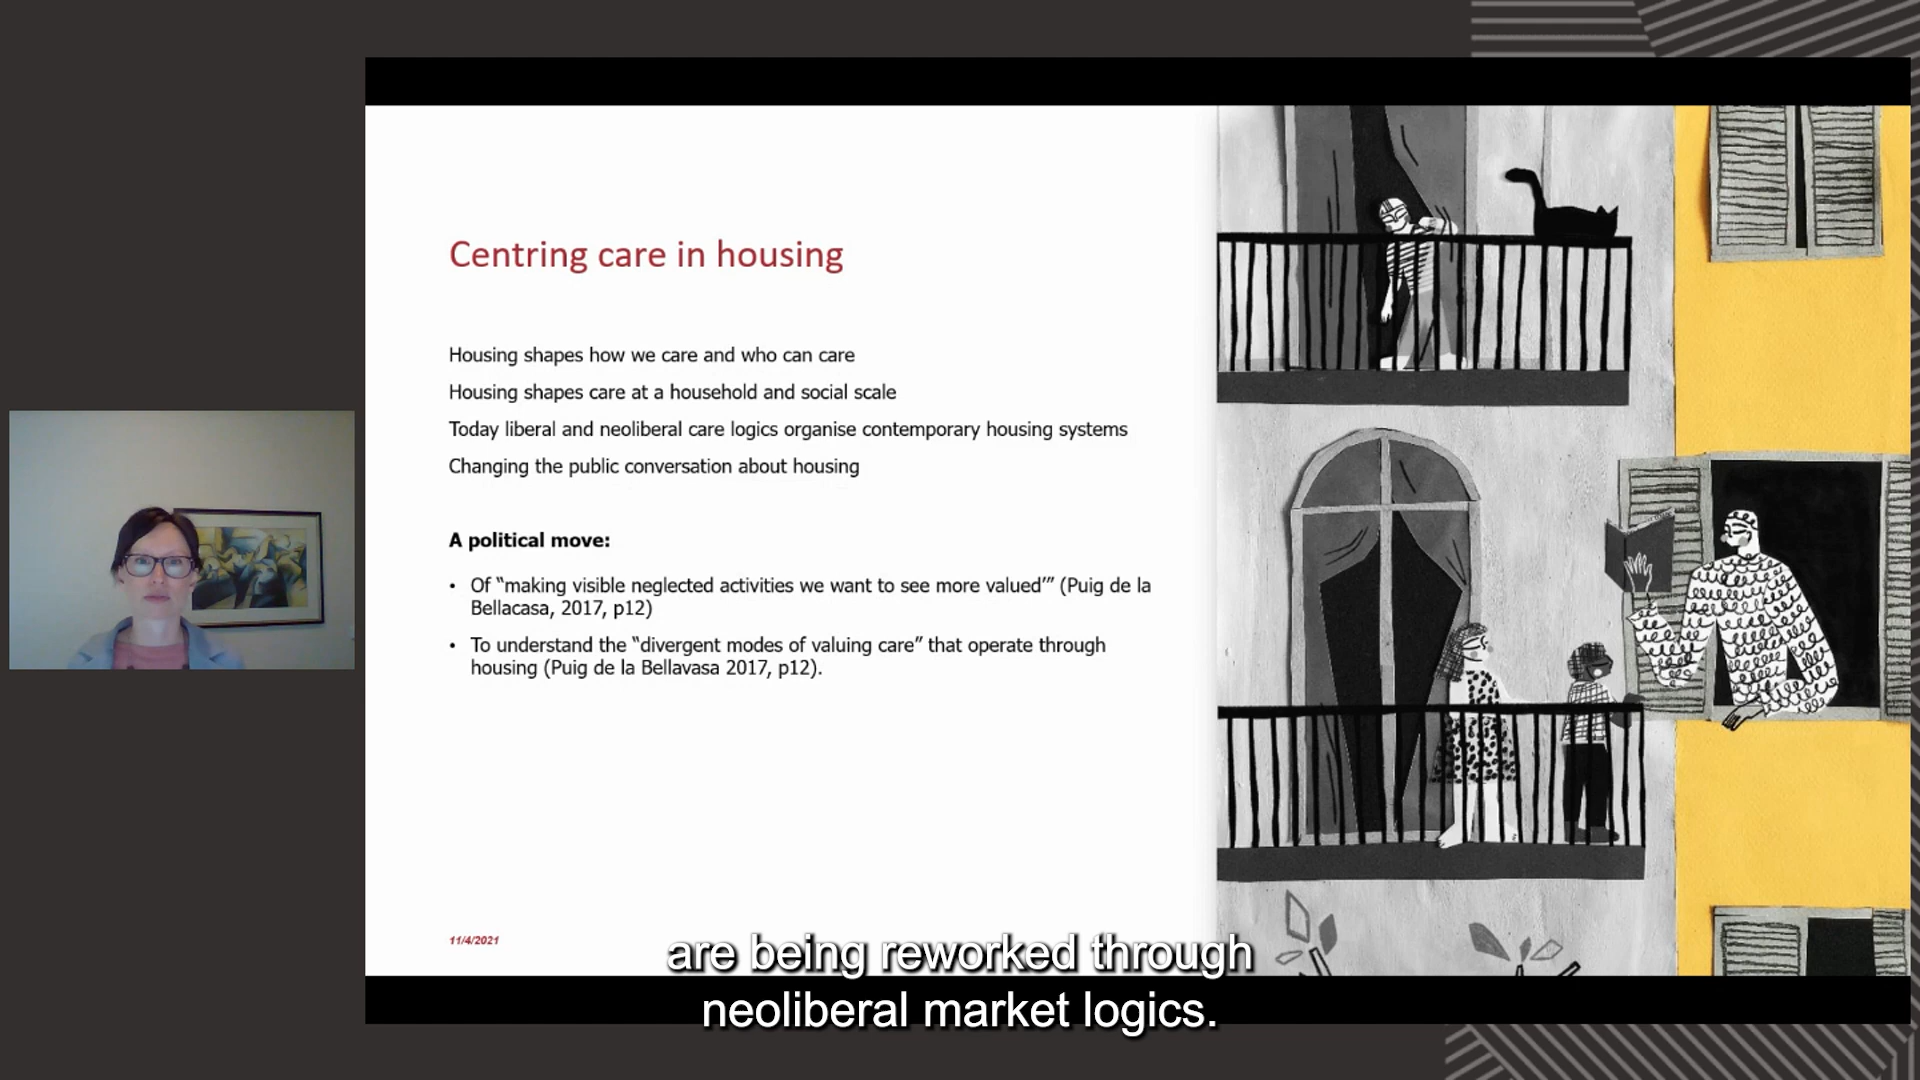 Centring care in housing
Housing shapes how we care and who can care
Housing shapes care at a household and social scale
Today liberal and neoliberal care logics organise contemporary housing systems
Changing the public conversation about housing
A political move:
• Of “making visible neglected activities we want to see more valued’” (Puig de la
Bellacasa, 2017, p12)
• To understand the “divergent modes of valuing care” that operate through
housing (Puig de la Bellavasa 2017, p12).
11/4/2021
are being reworked through
neoliberal market logics.